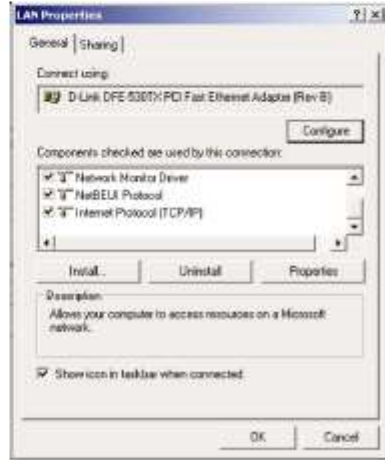 LAN Properties
General
Sharing
Connect using:
D-Link DFE-530TX PCI Fast Ethernet Adapter (Rev B)
Configure
Components checked are used by this connection:
Network Monitor Driver
NetBEUI Protocol
Internet Protocol (TCP/IP)
Install...
Uninstall
Properties
Description
Allows your computer to access resources on a Microsoft
network.
Show icon in taskbar when connected
OK
Cancel